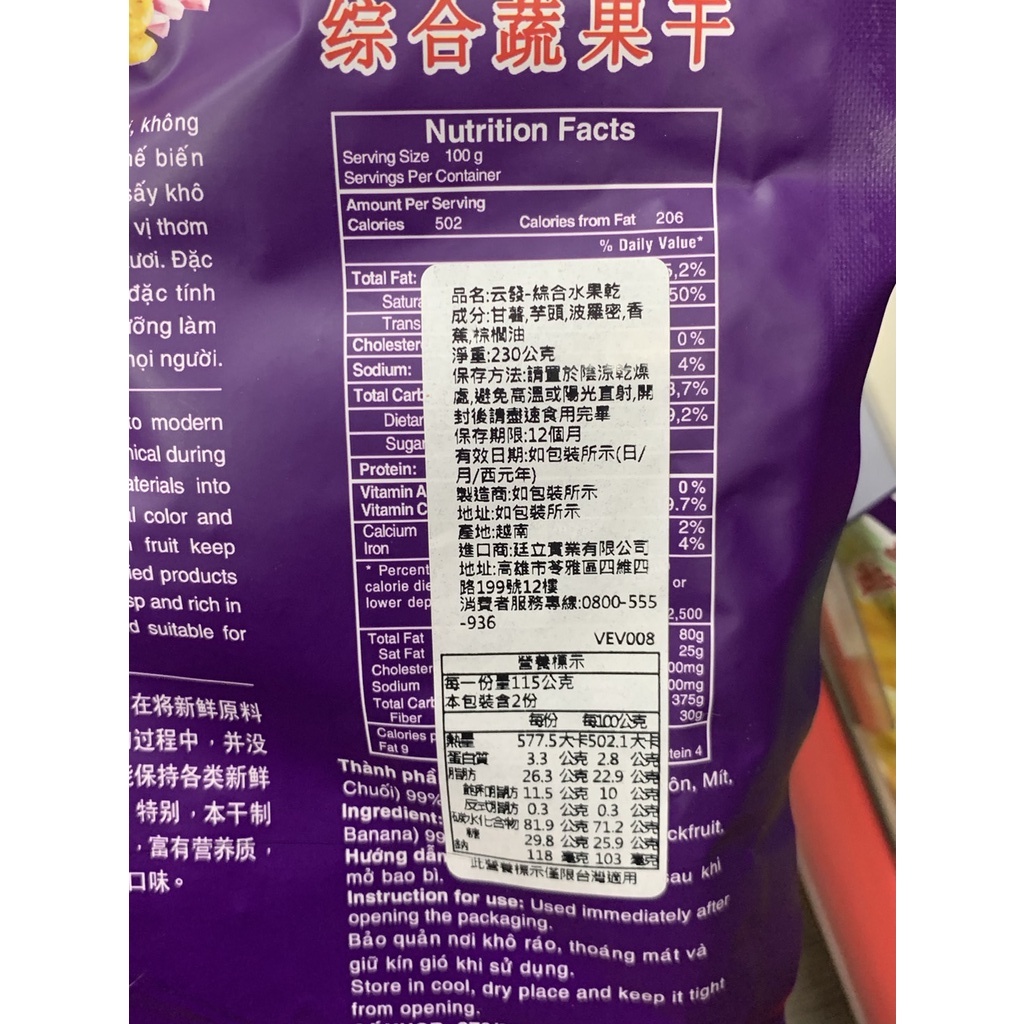 综合蔬果干
không
biến
sấy khô
vị thơm
Đặc
đặc tính
làm
người.
to modern
during
into
color and
fruit keep
products
and rich in
suitable for
在将新鲜原料
过程中，并没
保持各类新鲜
特别，本干制
，富有营养质，
口味。
Nutrition Facts
Serving Size 100 g
Servings Per Container
Amount Per Serving
Calories 502 Calories from Fat 206
% Daily Value*
Total Fat: 5,2%
50%
Trans
0%
Sodium: 4%
Total Carb
Protein:
Vitamin A 0%
Vitamin C
Calcium 2%
Iron 4%
* Percent
calorie die or
lower dep 2,500
Total Fat 80g
Sat Fat 25g
Sodium
Total Carb 375g
Fiber 30g
Calories
Fat 9 tein 4
品名:云發-綜合水果乾
成分:甘薯,芋頭,波羅密,香
蕉,棕櫚油
淨重:230公克
保存方法:請置於陰涼乾燥
處,避免高溫或陽光直射,開
封後請盡速食用完畢
保存期限:12個月
有效日期:如包裝所示(日/
月/西元年)
製造商:如包裝所示
地址:如包裝所示
產地:越南
進口商:廷立實業有限公司
地址:高雄市苓雅區四維四
路199號12樓
消費者服務專線:0800-555
-936
VEV008
營養標示
每一份量115公克
本包裝含2份
每份 每100公克
熱量 577.5大卡 502.1大卡
蛋白質 3.3 公克 2.8 公克
脂肪 26.3 公克 22.9 公克
飽和脂肪 11.5 公克 10 公克
反式脂肪 0.3 公克 0.3 公克
碳水化合物 81.9 公克 71.2 公克
糖 29.8 公克 25.9 公克
鈉 118 毫克 103 毫克
此營養標示僅限台灣適用
Thành phầ ôn, Mít,
Chuối) 99%
Ingredient: ckfruit,
Banana) 99
Hướng dẫn sau khi
mở bao bì.
Instruction for use: Used immediately after
opening the packaging.
Bảo quản nơi khô ráo, thoáng mát và
giữ kín gió khi sử dụng.
Store in cool, dry place and keep it tight
from opening.